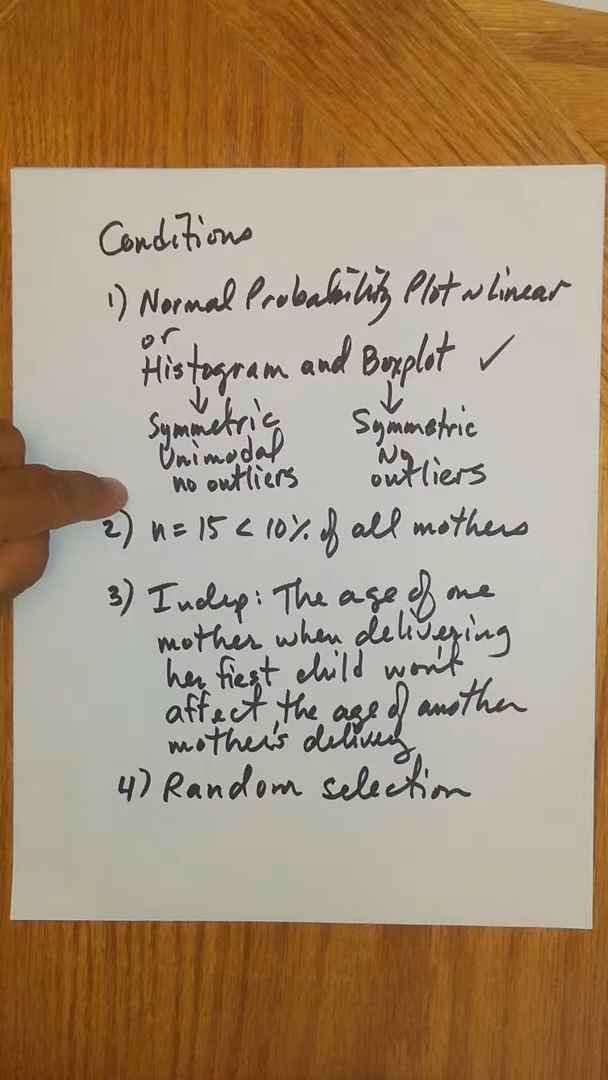 Conditions
1) Normal Probability Plot ~ linear
or
Histogram and Boxplot ✓
↓ ↓
Symmetric Symmetric
Unimodal No
no outliers outliers
2) n = 15 < 10% of all mothers
3) Indep: The age of one
mother when delivering
her first child won't
affect the age of another
mother's delivery
4) Random selection